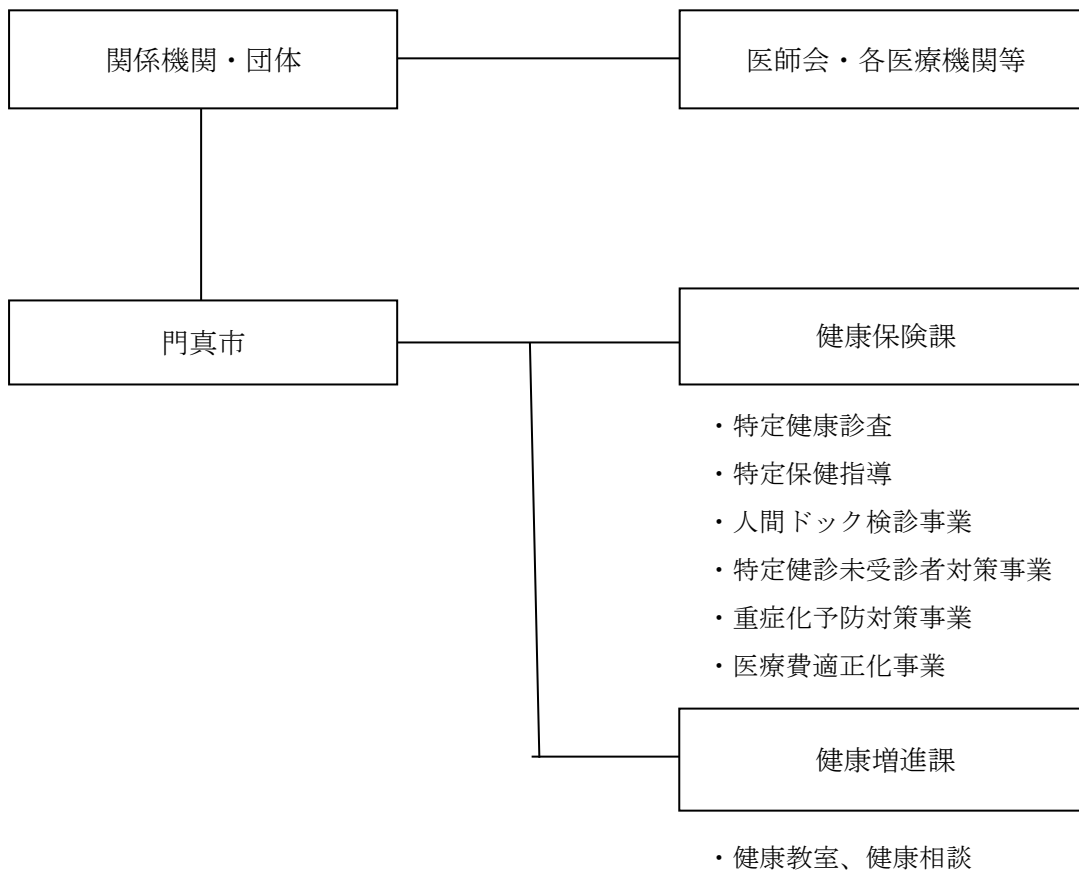 関係機関・団体
医師会・各医療機関等
門真市
健康保険課
・特定健康診査
・特定保健指導
・人間ドック検診事業
・特定健診未受診者対策事業
・重症化予防対策事業
・医療費適正化事業
健康増進課
・健康教室、健康相談